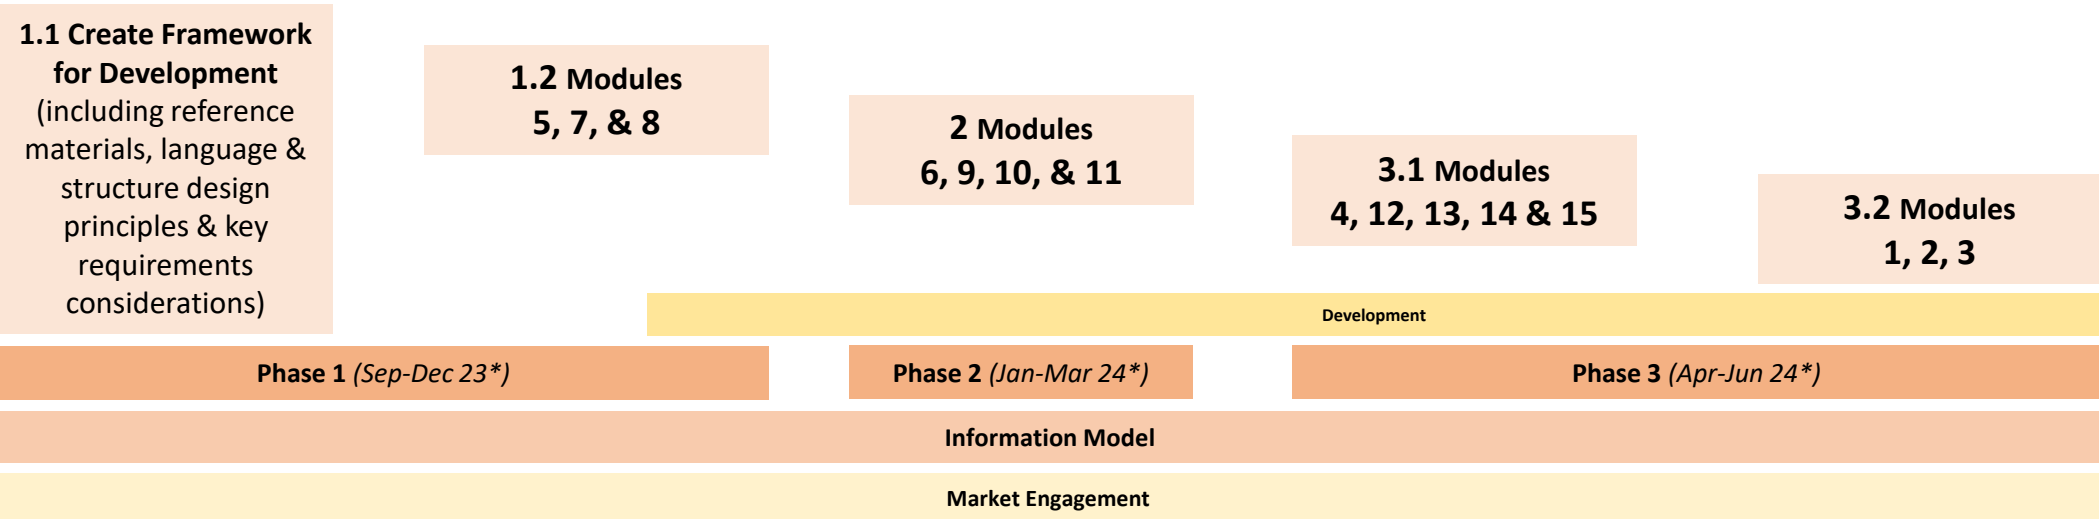 1.1 Create Framework
for Development
(including reference
materials, language &
structure design
principles & key
requirements
considerations)
1.2 Modules
5, 7, & 8
2 Modules
6, 9, 10, & 11
3.1 Modules
4, 12, 13, 14 & 15
3.2 Modules
1, 2, 3
Development
Phase 1 (Sep-Dec 23*)
Phase 2 (Jan-Mar 24*)
Phase 3 (Apr-Jun 24*)
Information Model
Market Engagement